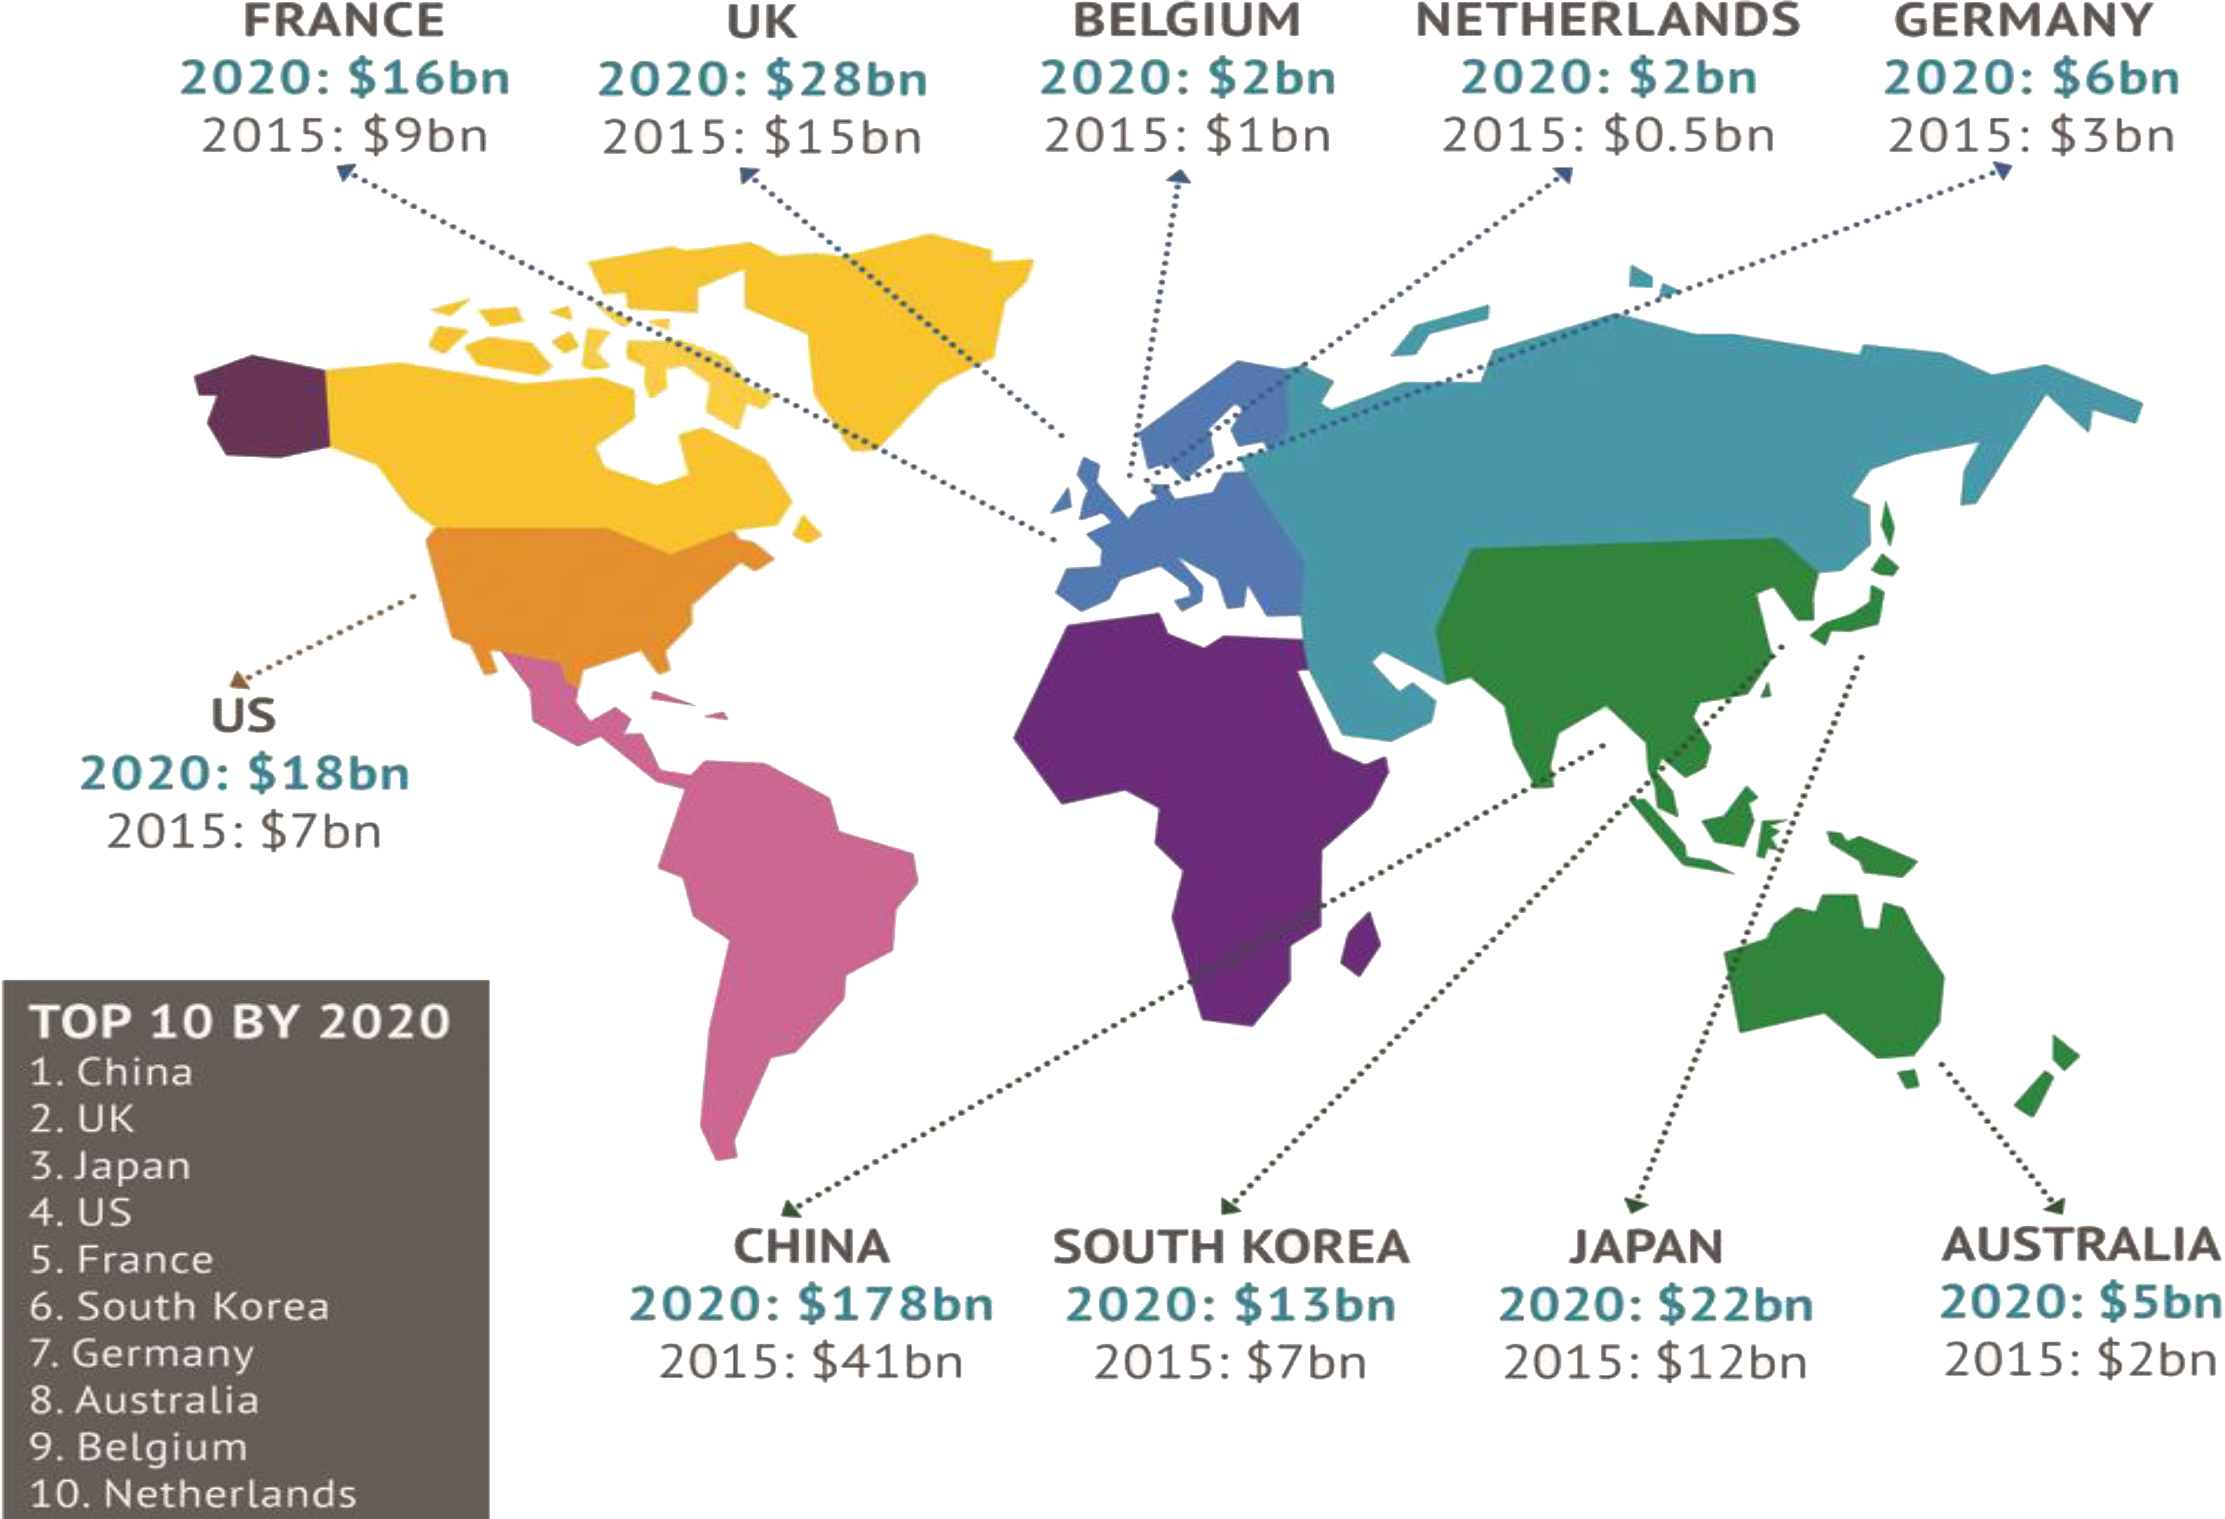 FRANCE
2020: $16bn
2015: $9bn
UK
2020: $28bn
2015: $15bn
BELGIUM
2020: $2bn
2015: $1bn
NETHERLANDS
2020: $2bn
2015: $0.5bn
GERMANY
2020: $6bn
2015: $3bn
US
2020: $18bn
2015: $7bn
TOP 10 BY 2020
1. China
2. UK
3. Japan
4. US
5. France
6. South Korea
7. Germany
8. Australia
9. Belgium
10. Netherlands
CHINA
2020: $178bn
2015: $41bn
SOUTH KOREA
2020: $13bn
2015: $7bn
JAPAN
2020: $22bn
2015: $12bn
AUSTRALIA
2020: $5bn
2015: $2bn